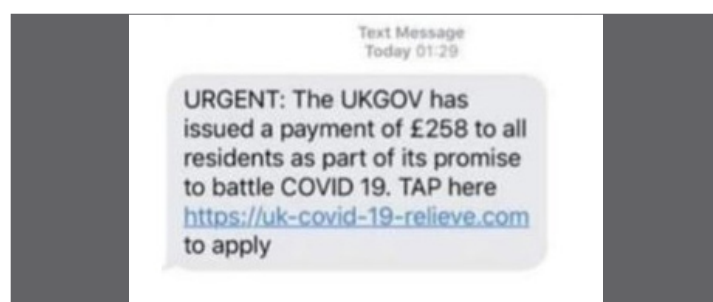 Text Message
Today 01:29
URGENT: The UKGOV has
issued a payment of £258 to all
residents as part of its promise
to battle COVID 19. TAP here
https://uk-covid-19-relieve.com
to apply